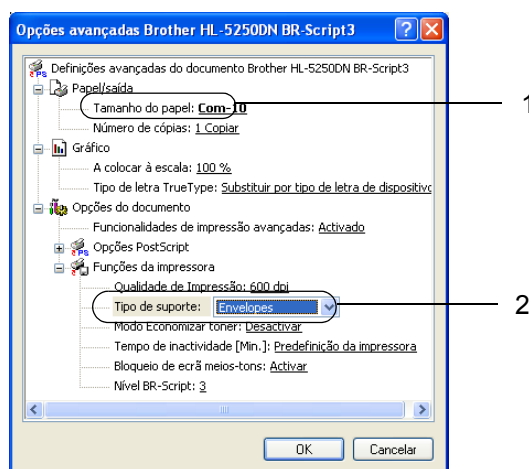 Opções avançadas Brother HL-5250DN BR-Script3
Definições avançadas do documento Brother HL-5250DN BR-Script3
Papel/saída
Tamanho do papel: Com-10
1
Número de cópias: 1 Copiar
Gráfico
A colocar à escala: 100 %
Tipo de letra TrueType: Substituir por tipo de letra de dispositivo
Opções do documento
Funcionalidades de impressão avançadas: Activado
Opções PostScript
Funções da impressora
Qualidade de Impressão: 600 dpi
Tipo de suporte: Envelopes
2
Modo Economizar toner: Desactivar
Tempo de inactividade [Min.]: Predefinição da impressora
Bloqueio de ecrã meios-tons: Activar
Nível BR-Script: 3
OK
Cancelar